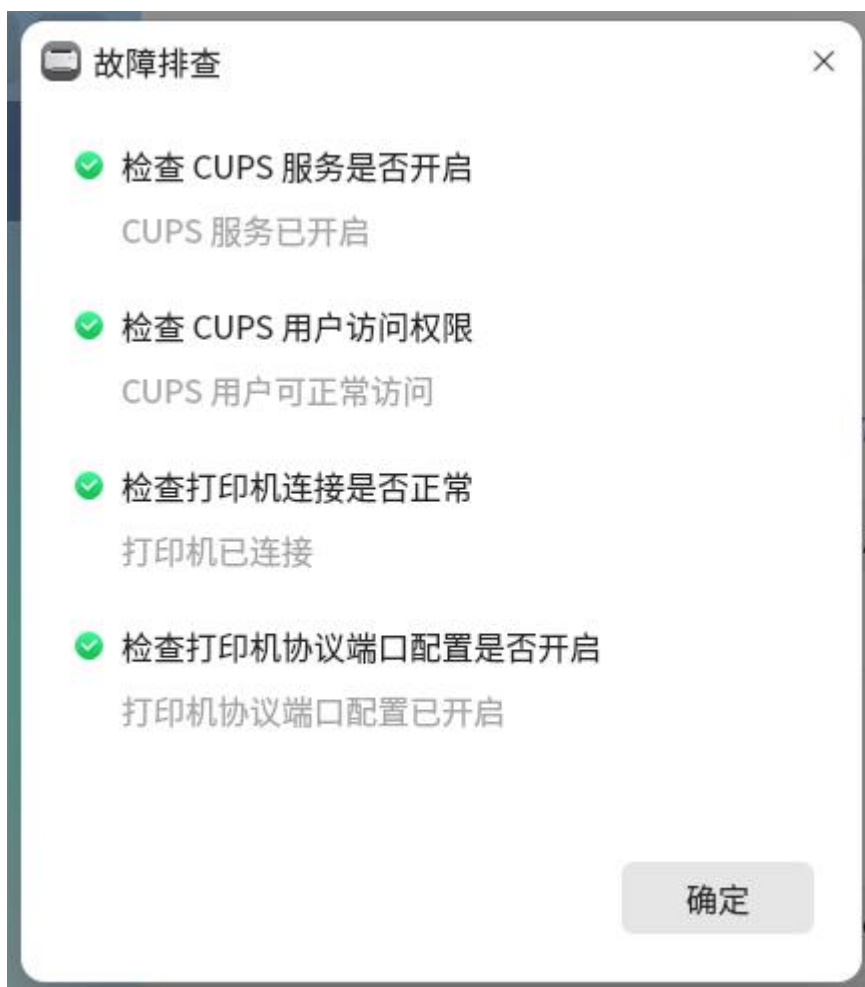 故障排查
检查 CUPS 服务是否开启
CUPS 服务已开启
检查 CUPS 用户访问权限
CUPS 用户可正常访问
检查打印机连接是否正常
打印机已连接
检查打印机协议端口配置是否开启
打印机协议端口配置已开启
确定